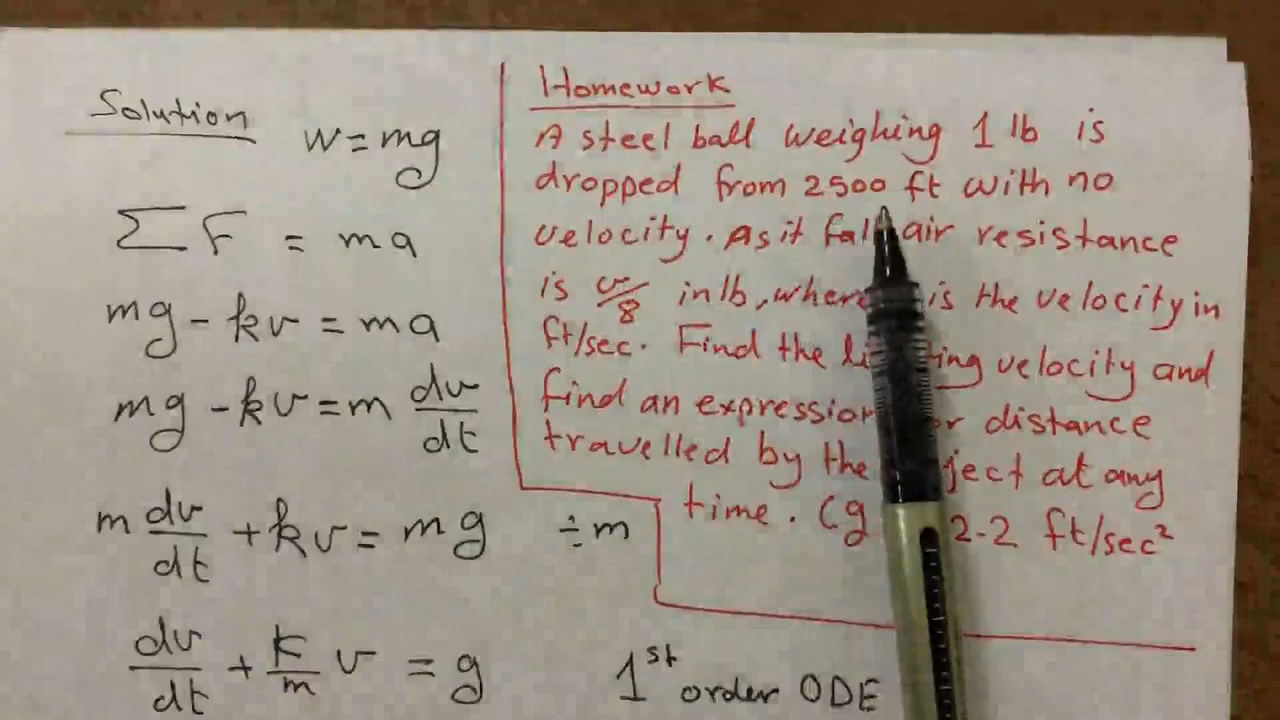 Solution
W=mg
ΣF = ma
mg-kv=ma
mg-kv=m dv/dt
m dv/dt +kv= mg ÷m
dv/dt + k/m v = g
1st order ODE
Homework
A steel ball weighing 1 lb is
dropped from 2500 ft with no
velocity. As it fall air resistance
is v/8 in lb, is the velocity in
ft/sec. Find the velocity and
find an expression distance
travelled by the at any
time. (g 2.2 ft/sec²